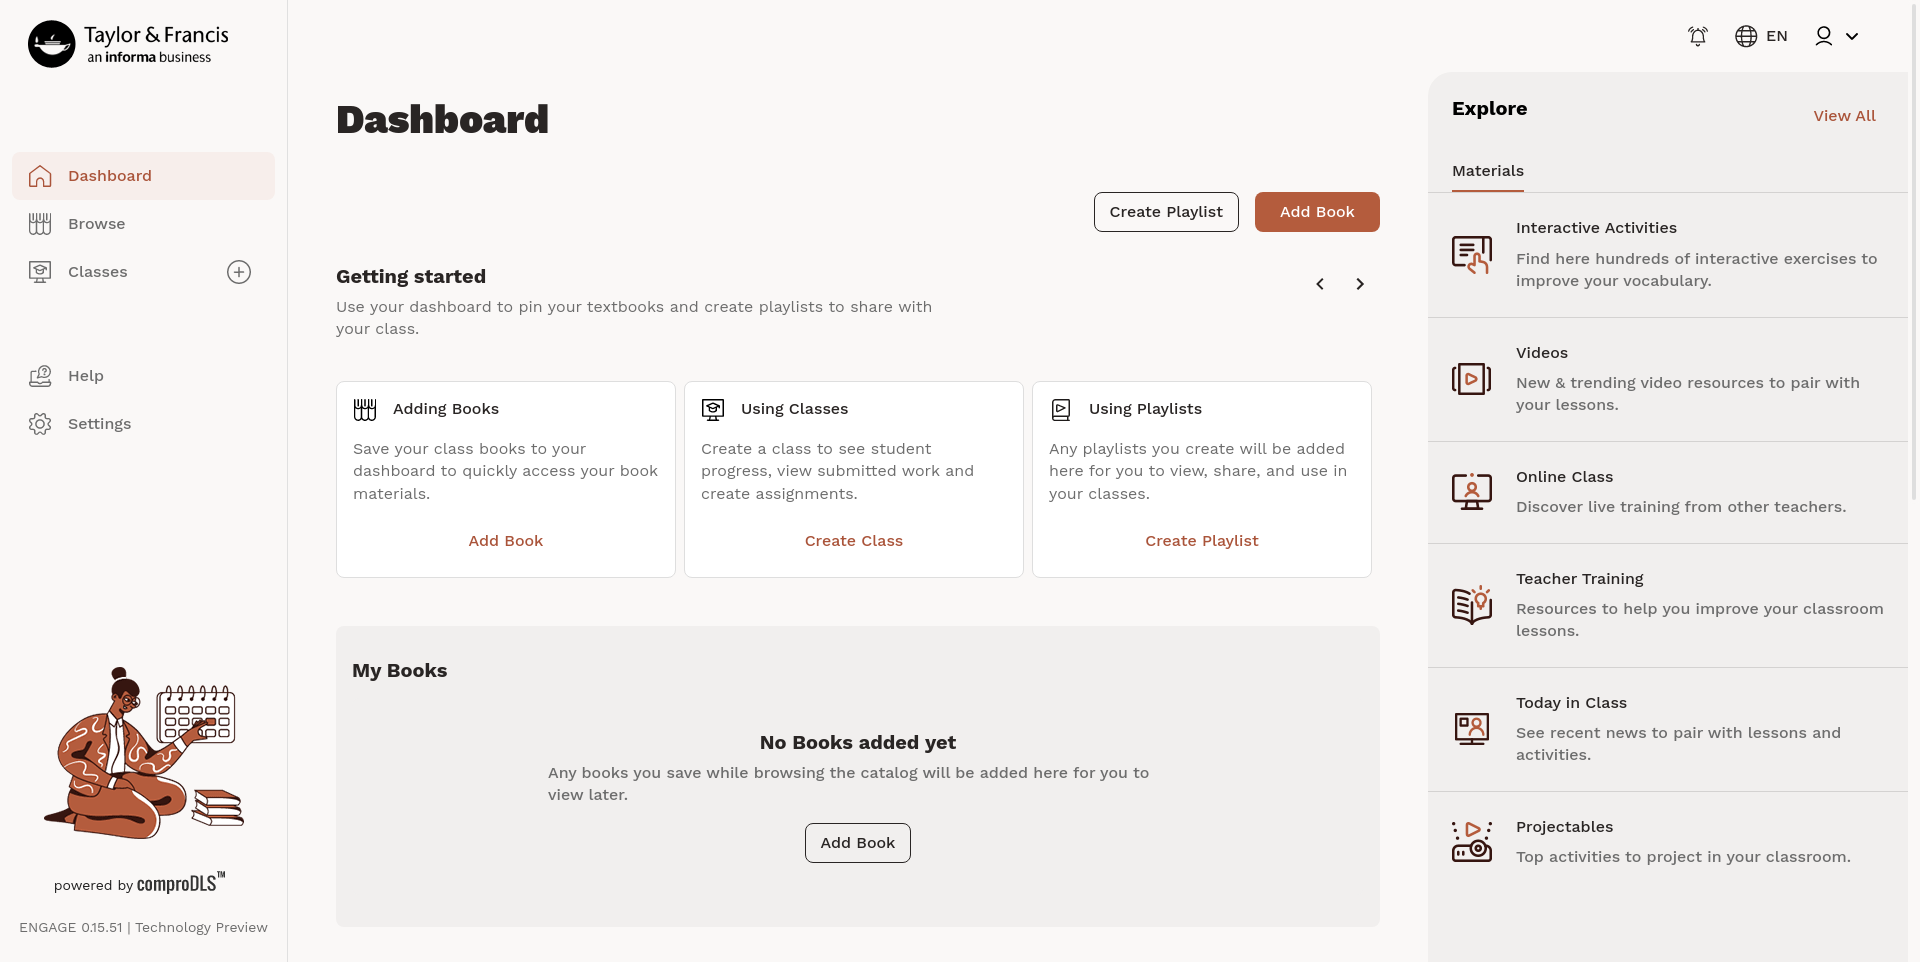 Taylor & Francis
an informa business
Dashboard
Browse
Classes
Help
Settings
powered by comproDLS™
ENGAGE 0.15.51 | Technology Preview
EN
Dashboard
Create Playlist
Add Book
Getting started
Use your dashboard to pin your textbooks and create playlists to share with
your class.
Adding Books
Save your class books to your
dashboard to quickly access your book
materials.
Add Book
Using Classes
Create a class to see student
progress, view submitted work and
create assignments.
Create Class
Using Playlists
Any playlists you create will be added
here for you to view, share, and use in
your classes.
Create Playlist
My Books
No Books added yet
Any books you save while browsing the catalog will be added here for you to
view later.
Add Book
Explore
View All
Materials
Interactive Activities
Find here hundreds of interactive exercises to
improve your vocabulary.
Videos
New & trending video resources to pair with
your lessons.
Online Class
Discover live training from other teachers.
Teacher Training
Resources to help you improve your classroom
lessons.
Today in Class
See recent news to pair with lessons and
activities.
Projectables
Top activities to project in your classroom.